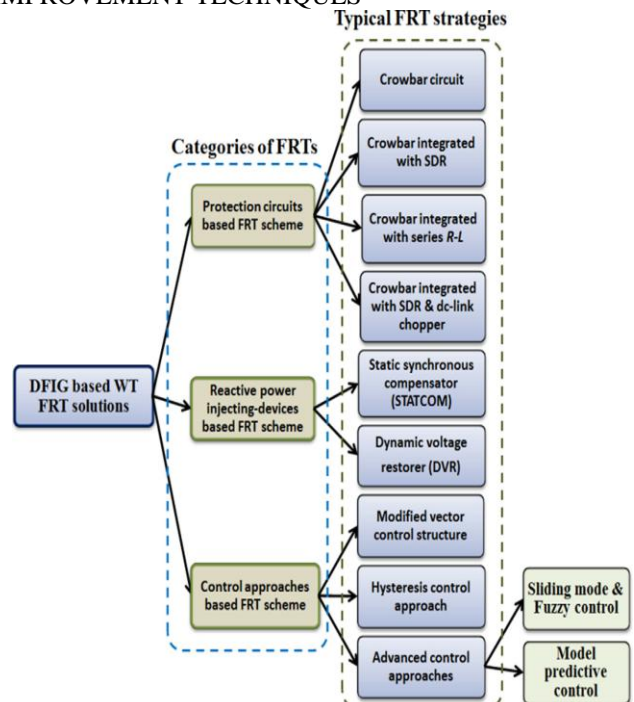 MPROVEMENT TECHNIQUES
Typical FRT strategies
Categories of FRTs
Crowbar circuit
Crowbar integrated
with SDR
Crowbar integrated
with series R-L
Crowbar integrated
with SDR & dc-link
chopper
Protection circuits
based FRT scheme
DFIG based WT
FRT solutions
Reactive power
injecting-devices
based FRT scheme
Static synchronous
compensator
(STATCOM)
Dynamic voltage
restorer (DVR)
Control approaches
based FRT scheme
Modified vector
control structure
Hysteresis control
approach
Advanced control
approaches
Sliding mode &
Fuzzy control
Model
predictive
control